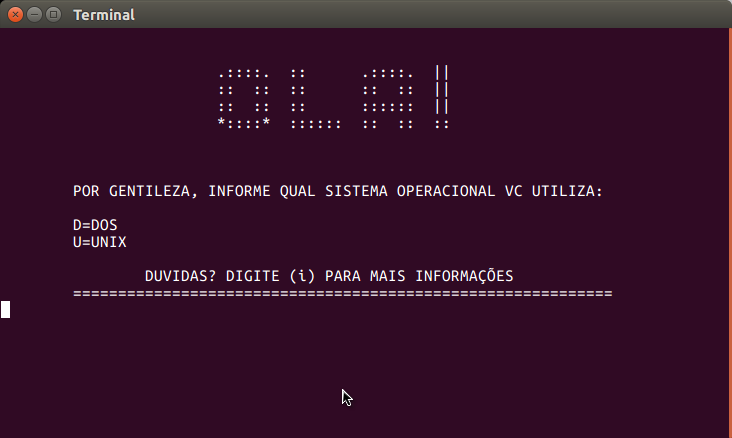 Terminal
.::::.  ::      .::::.  ||
::  ::  ::      ::  ::  ||
::  ::  ::      ::::::  ||
*::::*  ::::::  ::  ::  ::
POR GENTILEZA, INFORME QUAL SISTEMA OPERACIONAL VC UTILIZA:
D=DOS
U=UNIX
DUVIDAS? DIGITE (i) PARA MAIS INFORMAÇÕES
============================================================